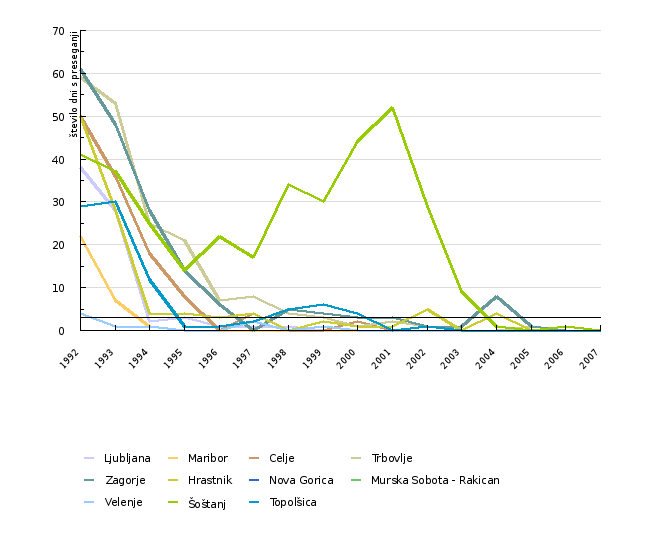 število dni s preseganji
70
60
50
40
30
20
10
0
1992 1993 1994 1995 1996 1997 1998 1999 2000 2001 2002 2003 2004 2005 2006 2007
Ljubljana Maribor Celje Trbovlje
Zagorje Hrastnik Nova Gorica Murska Sobota - Rakican
Velenje Šoštanj Topolšica